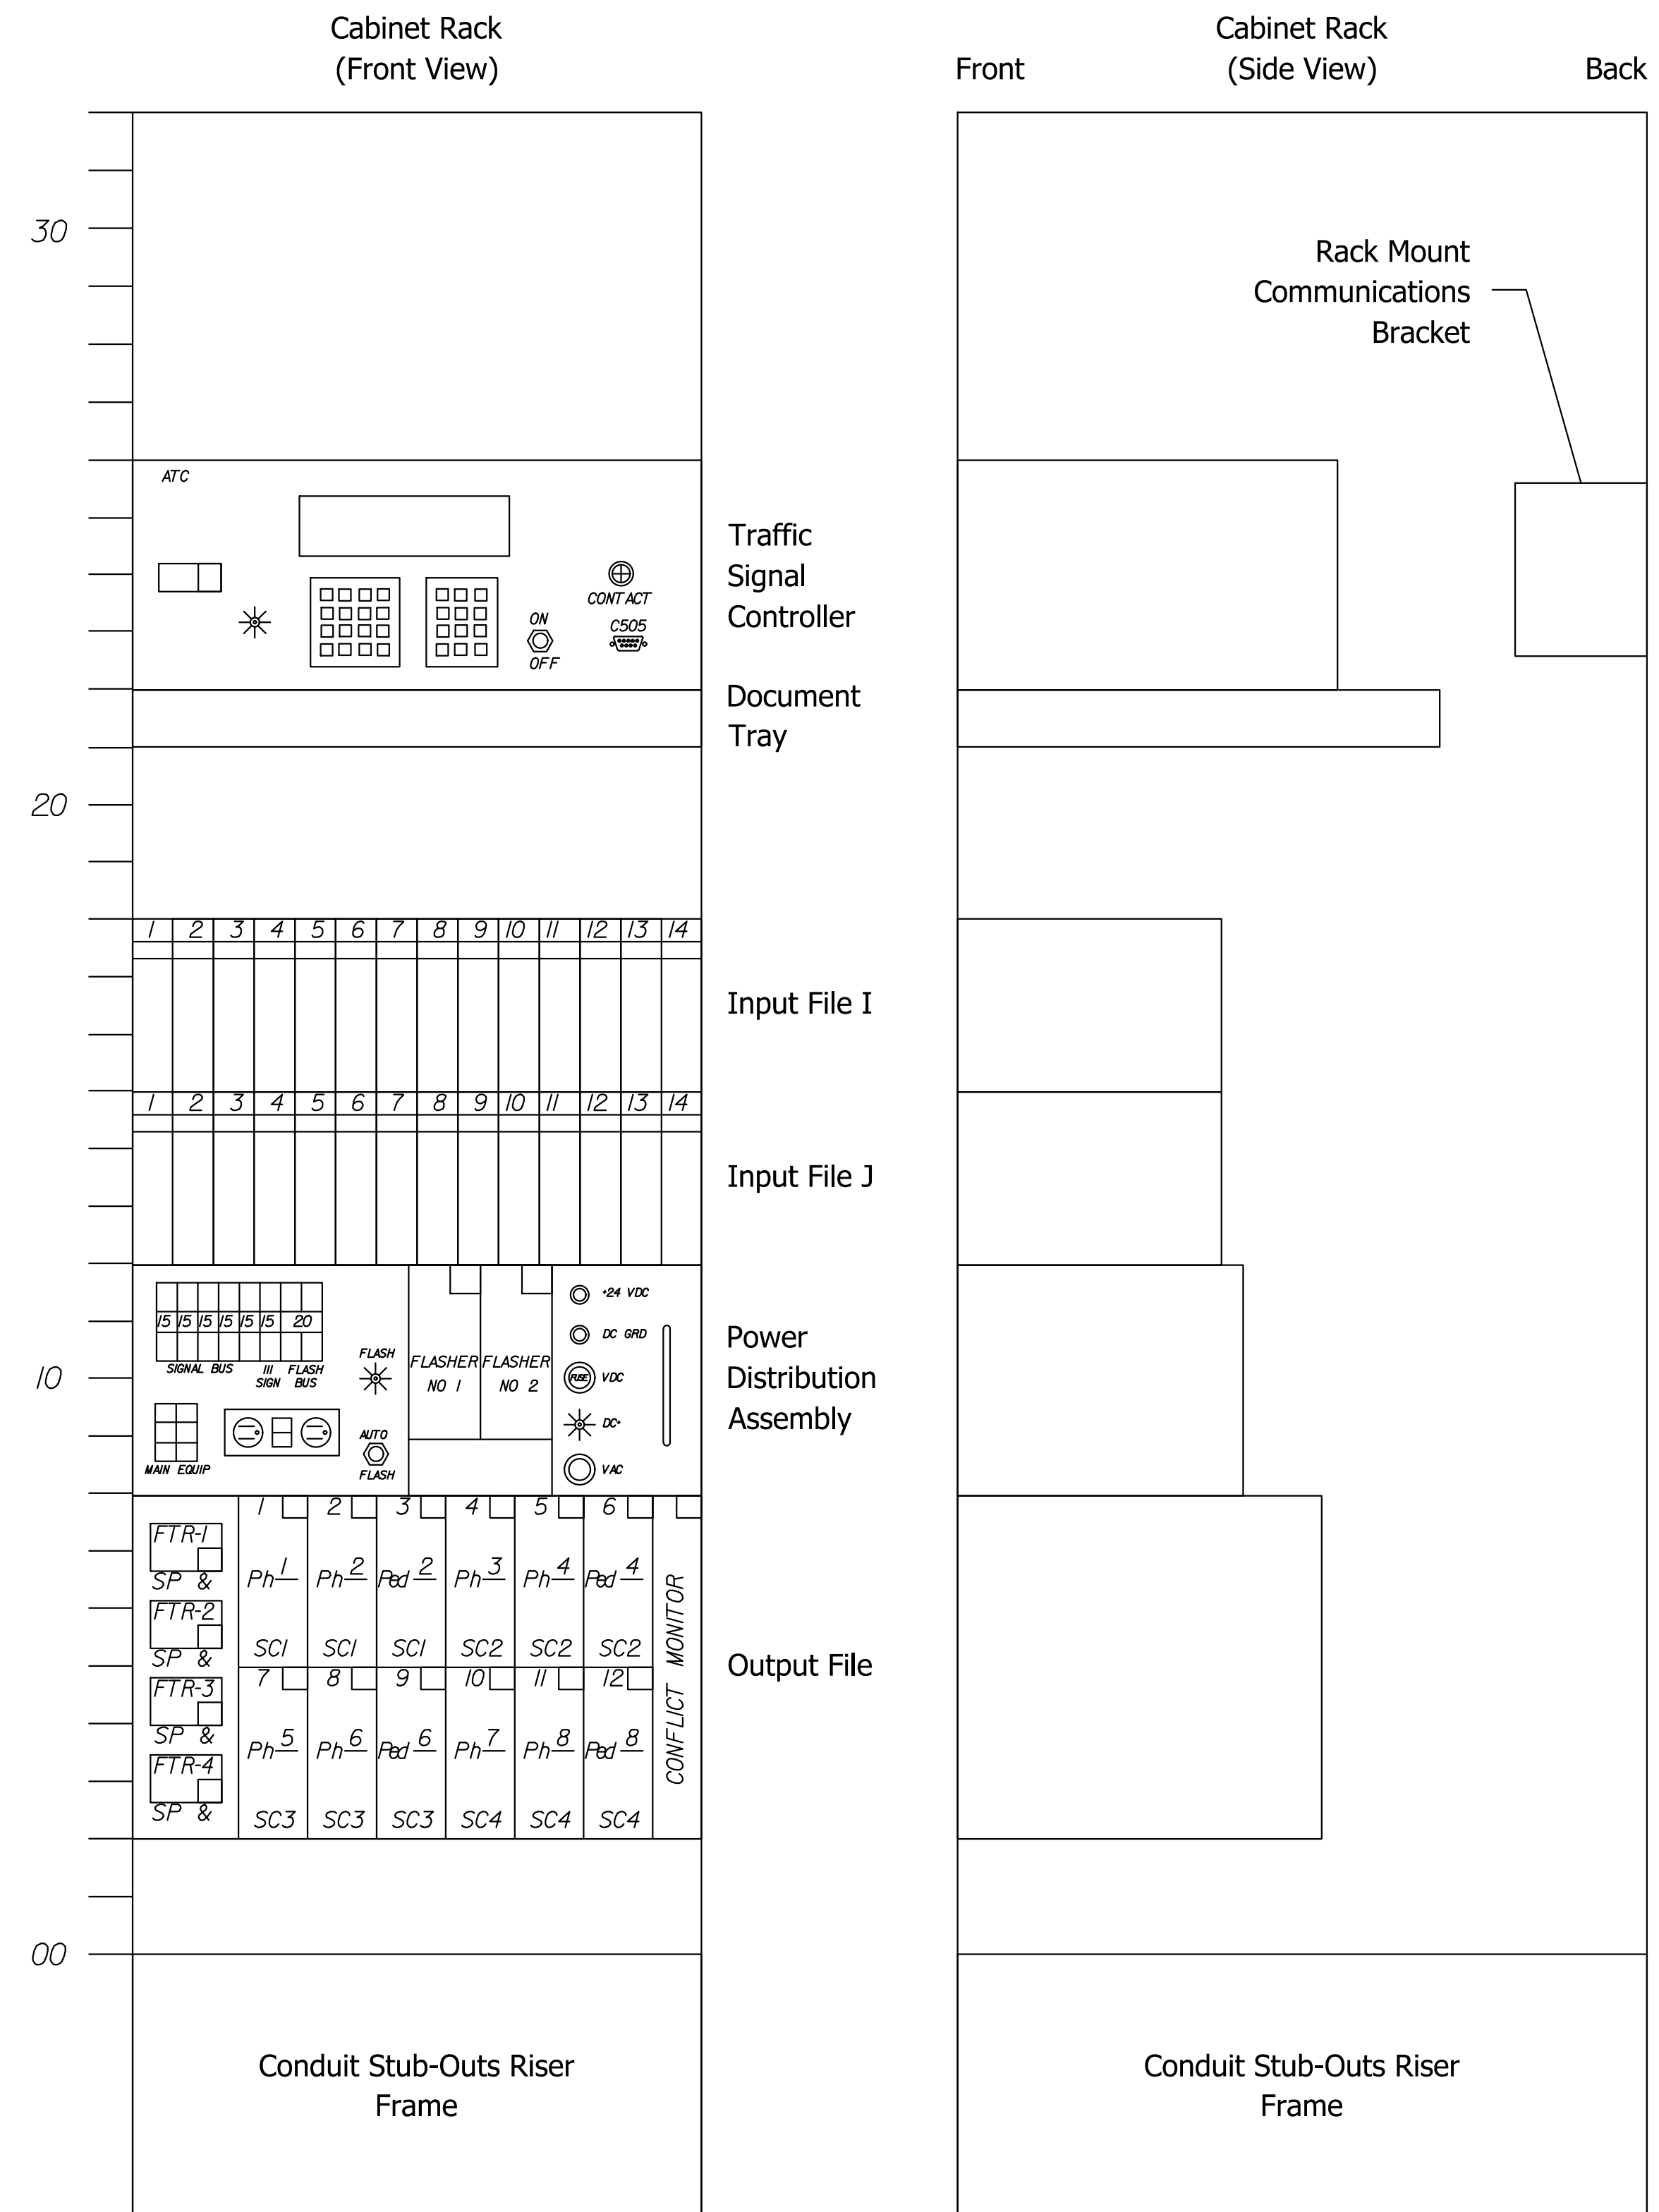 Cabinet Rack
(Front View)
Cabinet Rack
Front (Side View) Back
30
Rack Mount
Communications
Bracket
ATC
Traffic
Signal
Controller
CONTACT
ON
OFF
C505
Document
Tray
20
1 2 3 4 5 6 7 8 9 10 11 12 13 14
Input File I
1 2 3 4 5 6 7 8 9 10 11 12 13 14
Input File J
10
15 15 15 15 15 15 20
SIGNAL BUS
III
SIGN
FLASH
BUS
MAIN EQUIP
FLASH
AUTO
FLASH
FLASHER
NO 1
FLASHER
NO 2
+24 VDC
DC GRD
FUSE VDC
DC+
VAC
Power
Distribution
Assembly
FTR-1
SP &
FTR-2
SP &
FTR-3
SP &
FTR-4
SP &
1 2 3 4 5 6
Ph 1 Ph 2 Ped 2 Ph 3 Ph 4 Ped 4
SC1 SC1 SC1 SC2 SC2 SC2
7 8 9 10 11 12
Ph 5 Ph 6 Ped 6 Ph 7 Ph 8 Ped 8
SC3 SC3 SC3 SC4 SC4 SC4
CONFLICT MONITOR
Output File
00
Conduit Stub-Outs Riser
Frame
Conduit Stub-Outs Riser
Frame